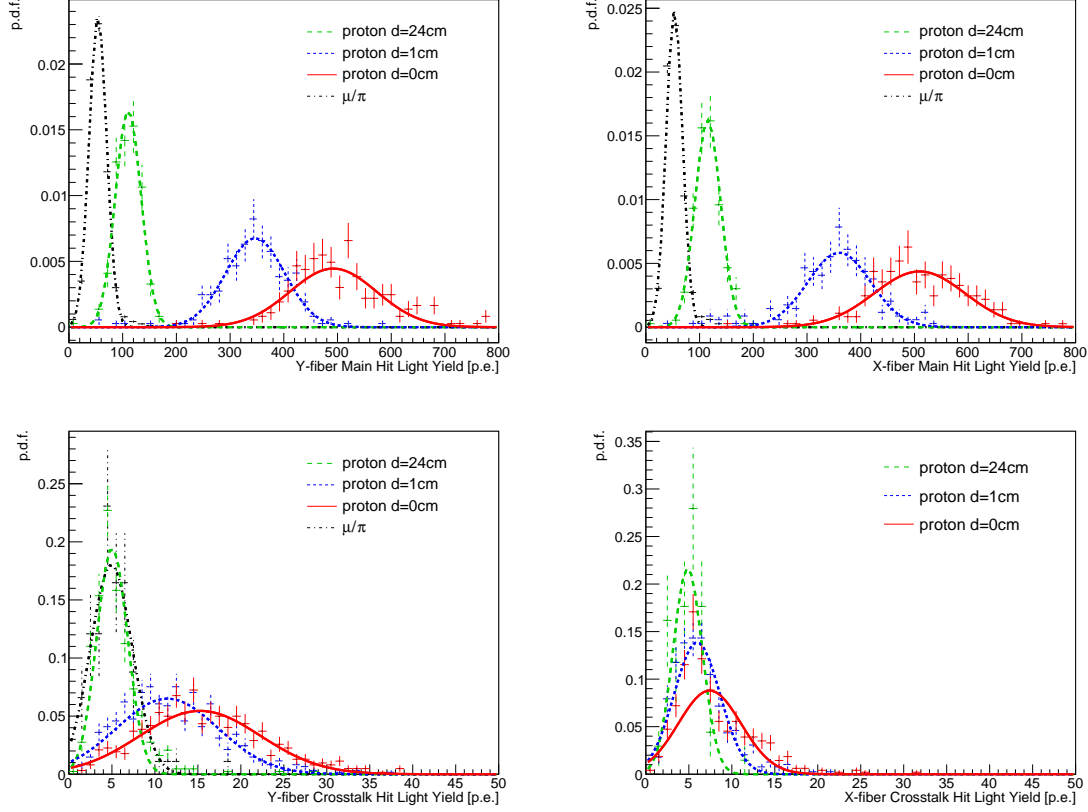 p.d.f.
proton d=24cm
proton d=1cm
proton d=0cm
μ/π
0.02
0.015
0.01
0.005
0
0 100 200 300 400 500 600 700 800
Y-fiber Main Hit Light Yield [p.e.]
p.d.f.
0.025
proton d=24cm
proton d=1cm
proton d=0cm
μ/π
0.02
0.015
0.01
0.005
0
0 100 200 300 400 500 600 700 800
X-fiber Main Hit Light Yield [p.e.]
p.d.f.
proton d=24cm
proton d=1cm
proton d=0cm
μ/π
0.25
0.2
0.15
0.1
0.05
0
0 5 10 15 20 25 30 35 40 45 50
Y-fiber Crosstalk Hit Light Yield [p.e.]
p.d.f.
0.35
proton d=24cm
proton d=1cm
proton d=0cm
0.3
0.25
0.2
0.15
0.1
0.05
0
0 5 10 15 20 25 30 35 40 45 50
X-fiber Crosstalk Hit Light Yield [p.e.]